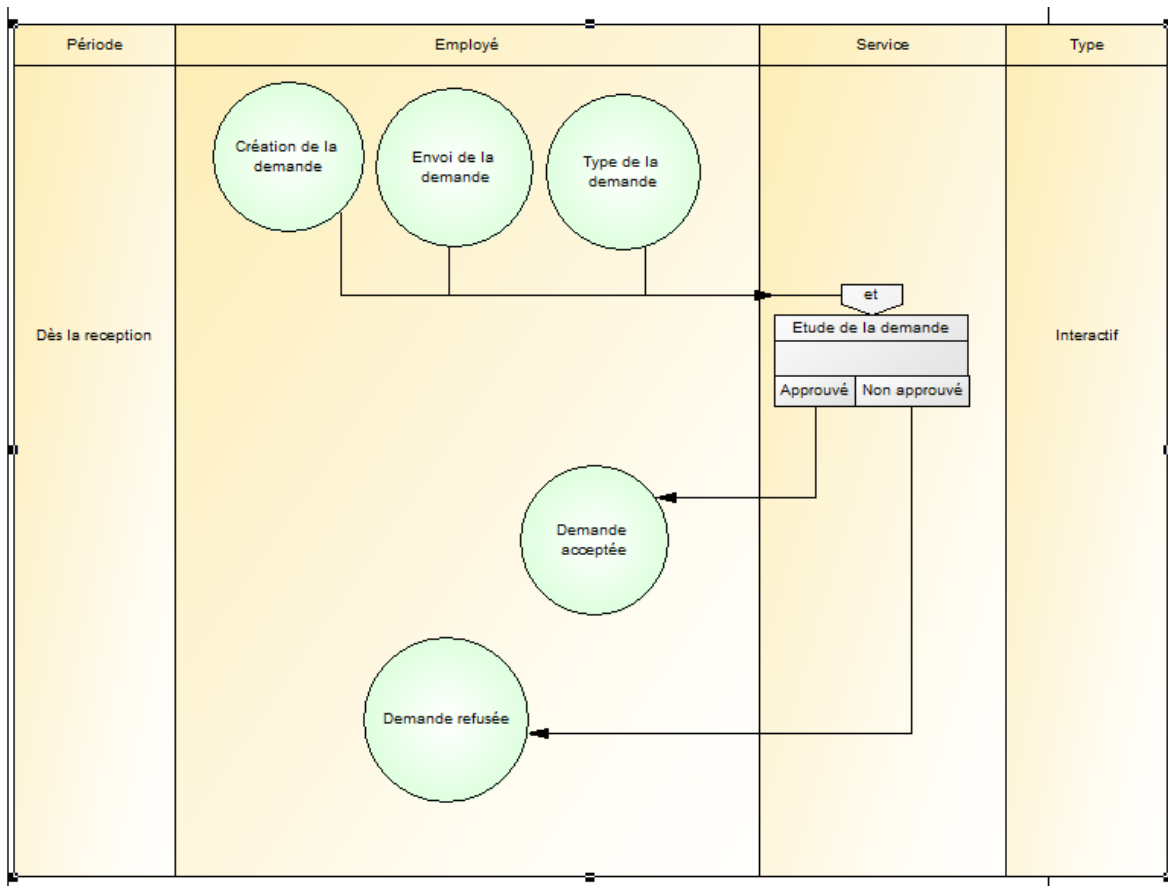 Période
Employé
Service
Type
Création de la
demande
Envoi de la
demande
Type de la
demande
et
Etude de la demande
Dès la reception
Interactif
Approuvé
Non approuvé
Demande
acceptée
Demande refusée